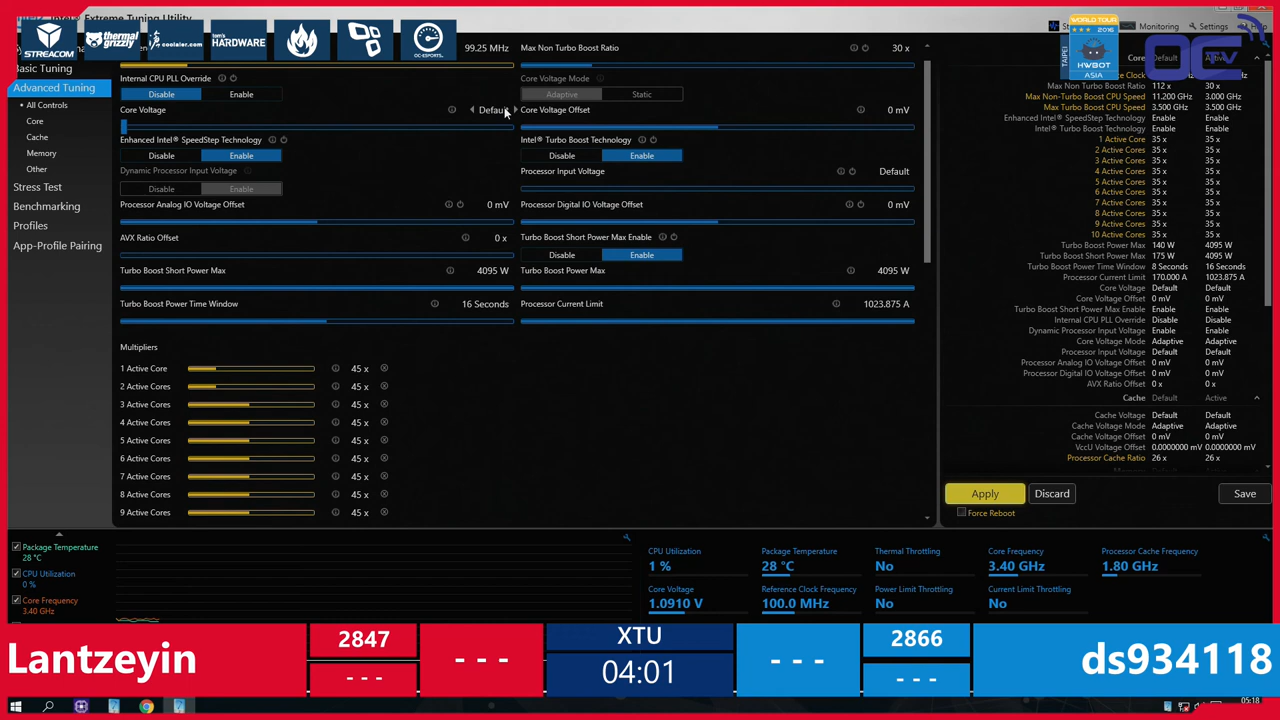 Extreme Tuning Utility
STREACOM
thermal grizzly
coolaler.com
tom's HARDWARE
OC-ESPORTS
WORLD TOUR
2016
TAIPEI
HWBOT
ASIA
OCTV
Monitoring
Settings
Basic Tuning
Advanced Tuning
All Controls
Core
Cache
Memory
Other
Stress Test
Benchmarking
Profiles
App-Profile Pairing
99.25 MHz
Max Non Turbo Boost Ratio
30 x
Internal CPU PLL Override
Disable
Enable
Core Voltage Mode
Adaptive
Static
Core Voltage
Default
Core Voltage Offset
0 mV
Enhanced Intel® SpeedStep Technology
Disable
Enable
Intel® Turbo Boost Technology
Disable
Enable
Dynamic Processor Input Voltage
Disable
Enable
Processor Input Voltage
Default
Processor Analog IO Voltage Offset
0 mV
Processor Digital IO Voltage Offset
0 mV
AVX Ratio Offset
0 x
Turbo Boost Short Power Max Enable
Disable
Enable
Turbo Boost Short Power Max
4095 W
Turbo Boost Power Max
4095 W
Turbo Boost Power Time Window
16 Seconds
Processor Current Limit
1023.875 A
Multipliers
1 Active Core 45 x
2 Active Cores 45 x
3 Active Cores 45 x
4 Active Cores 45 x
5 Active Cores 45 x
6 Active Cores 45 x
7 Active Cores 45 x
8 Active Cores 45 x
9 Active Cores 45 x
Core Default Active
Clock 100.0 MHz
Max Non Turbo Boost Ratio 112 x 30 x
Max Non-Turbo Boost CPU Speed 11.200 GHz 3.000 GHz
Max Turbo Boost CPU Speed 3.500 GHz 3.500 GHz
Enhanced Intel® SpeedStep Technology Enable Enable
Intel® Turbo Boost Technology Enable Enable
1 Active Core 35 x 35 x
2 Active Cores 35 x 35 x
3 Active Cores 35 x 35 x
4 Active Cores 35 x 35 x
5 Active Cores 35 x 35 x
6 Active Cores 35 x 35 x
7 Active Cores 35 x 35 x
8 Active Cores 35 x 35 x
9 Active Cores 35 x 35 x
10 Active Cores 35 x 35 x
Turbo Boost Power Max 140 W 4095 W
Turbo Boost Short Power Max 175 W 4095 W
Turbo Boost Power Time Window 8 Seconds 16 Seconds
Processor Current Limit 170.000 A 1023.875 A
Core Voltage Default Default
Core Voltage Offset 0 mV 0 mV
Turbo Boost Short Power Max Enable Enable Enable
Internal CPU PLL Override Disable Disable
Dynamic Processor Input Voltage Enable Enable
Core Voltage Mode Adaptive Adaptive
Processor Input Voltage Default Default
Processor Analog IO Voltage Offset 0 mV 0 mV
Processor Digital IO Voltage Offset 0 mV 0 mV
AVX Ratio Offset 0 x 0 x
Cache Default Active
Cache Voltage Default Default
Cache Voltage Mode Adaptive Adaptive
Cache Voltage Offset 0 mV 0 mV
VccU Voltage Offset 0.0000000 mV 0.0000000 mV
Processor Cache Ratio 26 x 26 x
Apply
Discard
Save
Force Reboot
Package Temperature
28 °C
CPU Utilization
0 %
Core Frequency
3.40 GHz
CPU Utilization
1 %
Package Temperature
28 °C
Thermal Throttling
No
Core Frequency
3.40 GHz
Processor Cache Frequency
1.80 GHz
Core Voltage
1.0910 V
Reference Clock Frequency
100.0 MHz
Power Limit Throttling
No
Current Limit Throttling
No
Lantzeyin
2847
- - -
- - -
XTU
04:01
- - -
2866
- - -
ds934118
05:18